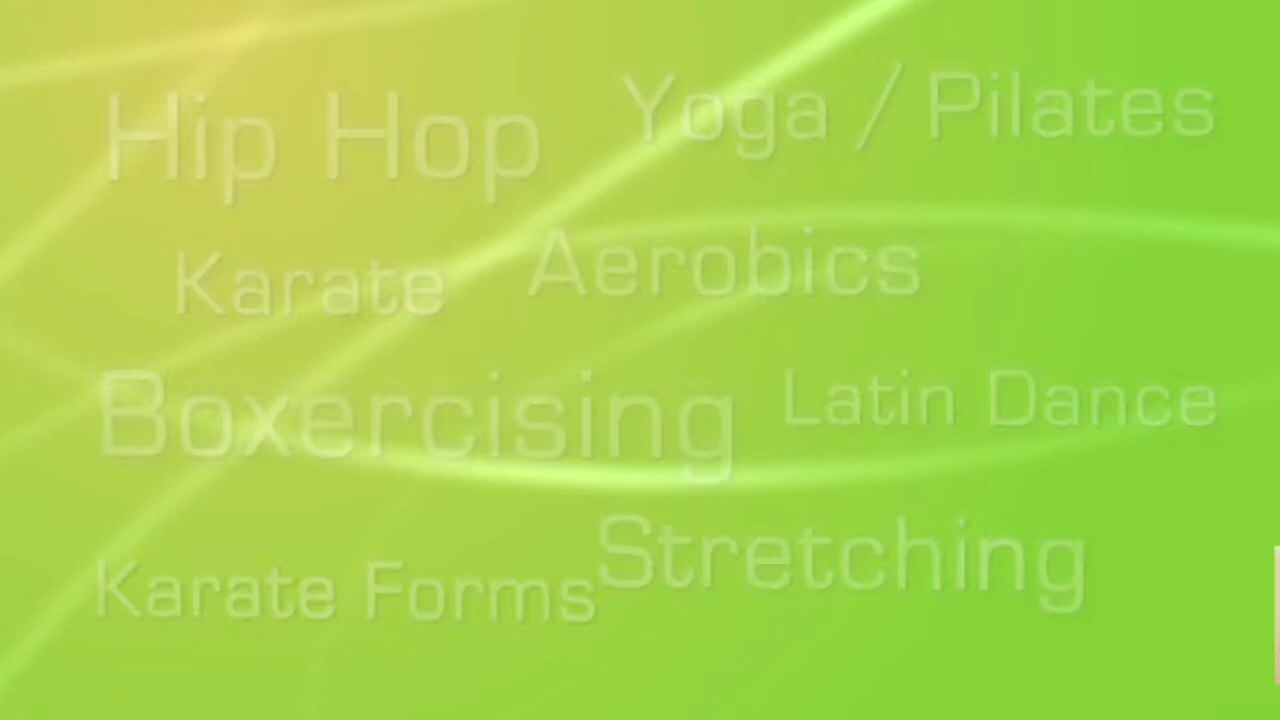 Hip Hop
Yoga / Pilates
Karate
Aerobics
Boxercising
Latin Dance
Karate Forms
Stretching